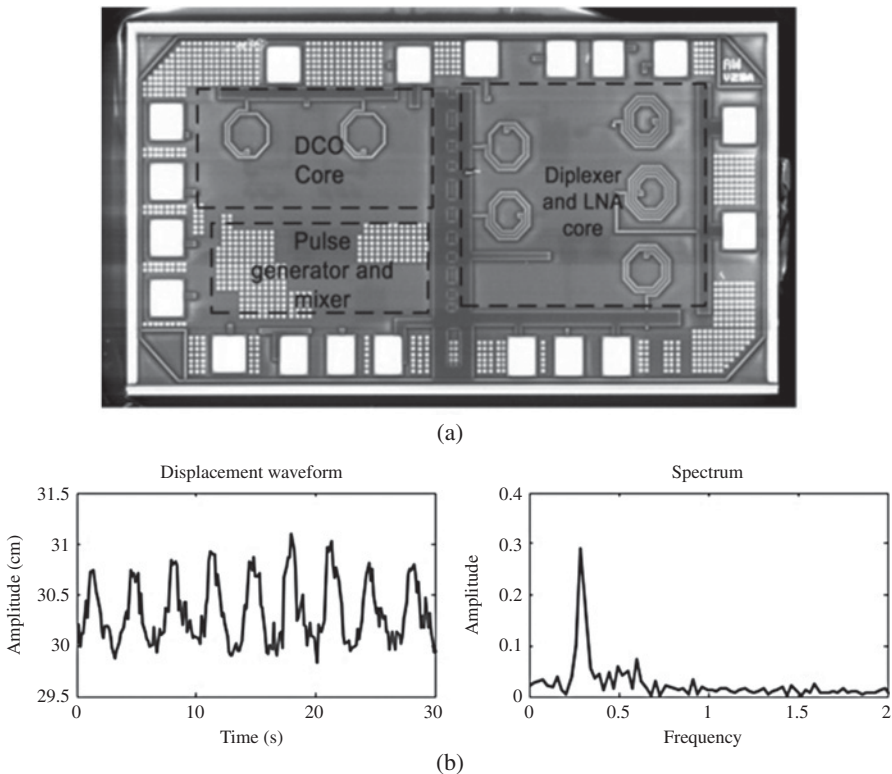 DCO
Core
Pulse
generator and
mixer
Diplexer
and LNA
core
(a)
Displacement waveform
31.5
31
30.5
30
29.5
Amplitude (cm)
0
10
20
30
Time (s)
Spectrum
0.4
0.3
0.2
0.1
0
Amplitude
0
0.5
1
1.5
2
Frequency
(b)